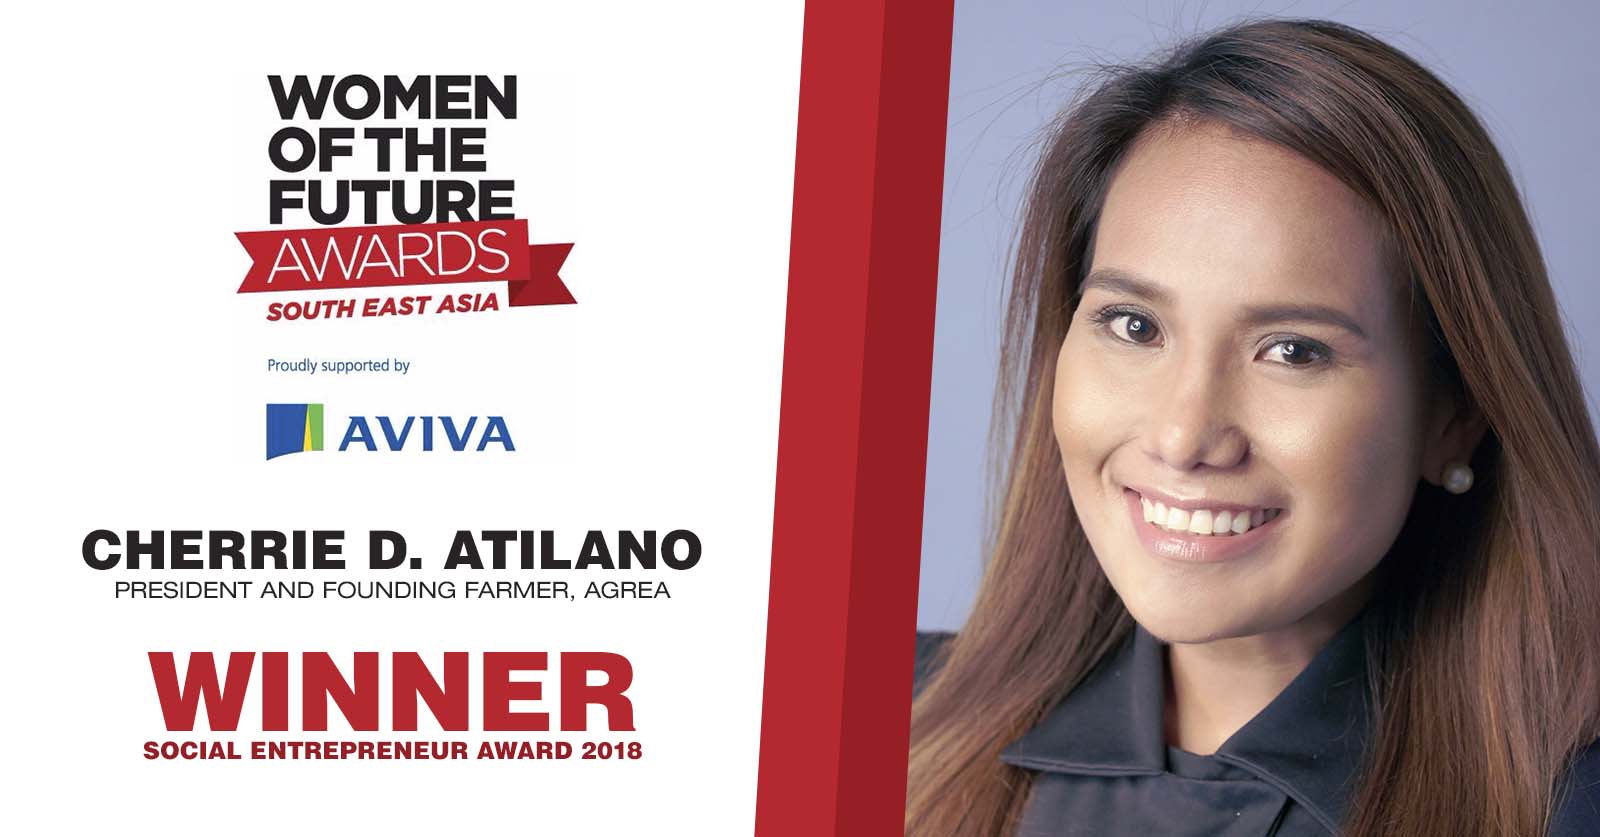 WOMEN
OF THE
FUTURE
AWARDS
SOUTH EAST ASIA
Proudly supported by
AVIVA
CHERRIE D. ATILANO
PRESIDENT AND FOUNDING FARMER, AGREA
WINNER
SOCIAL ENTREPRENEUR AWARD 2018